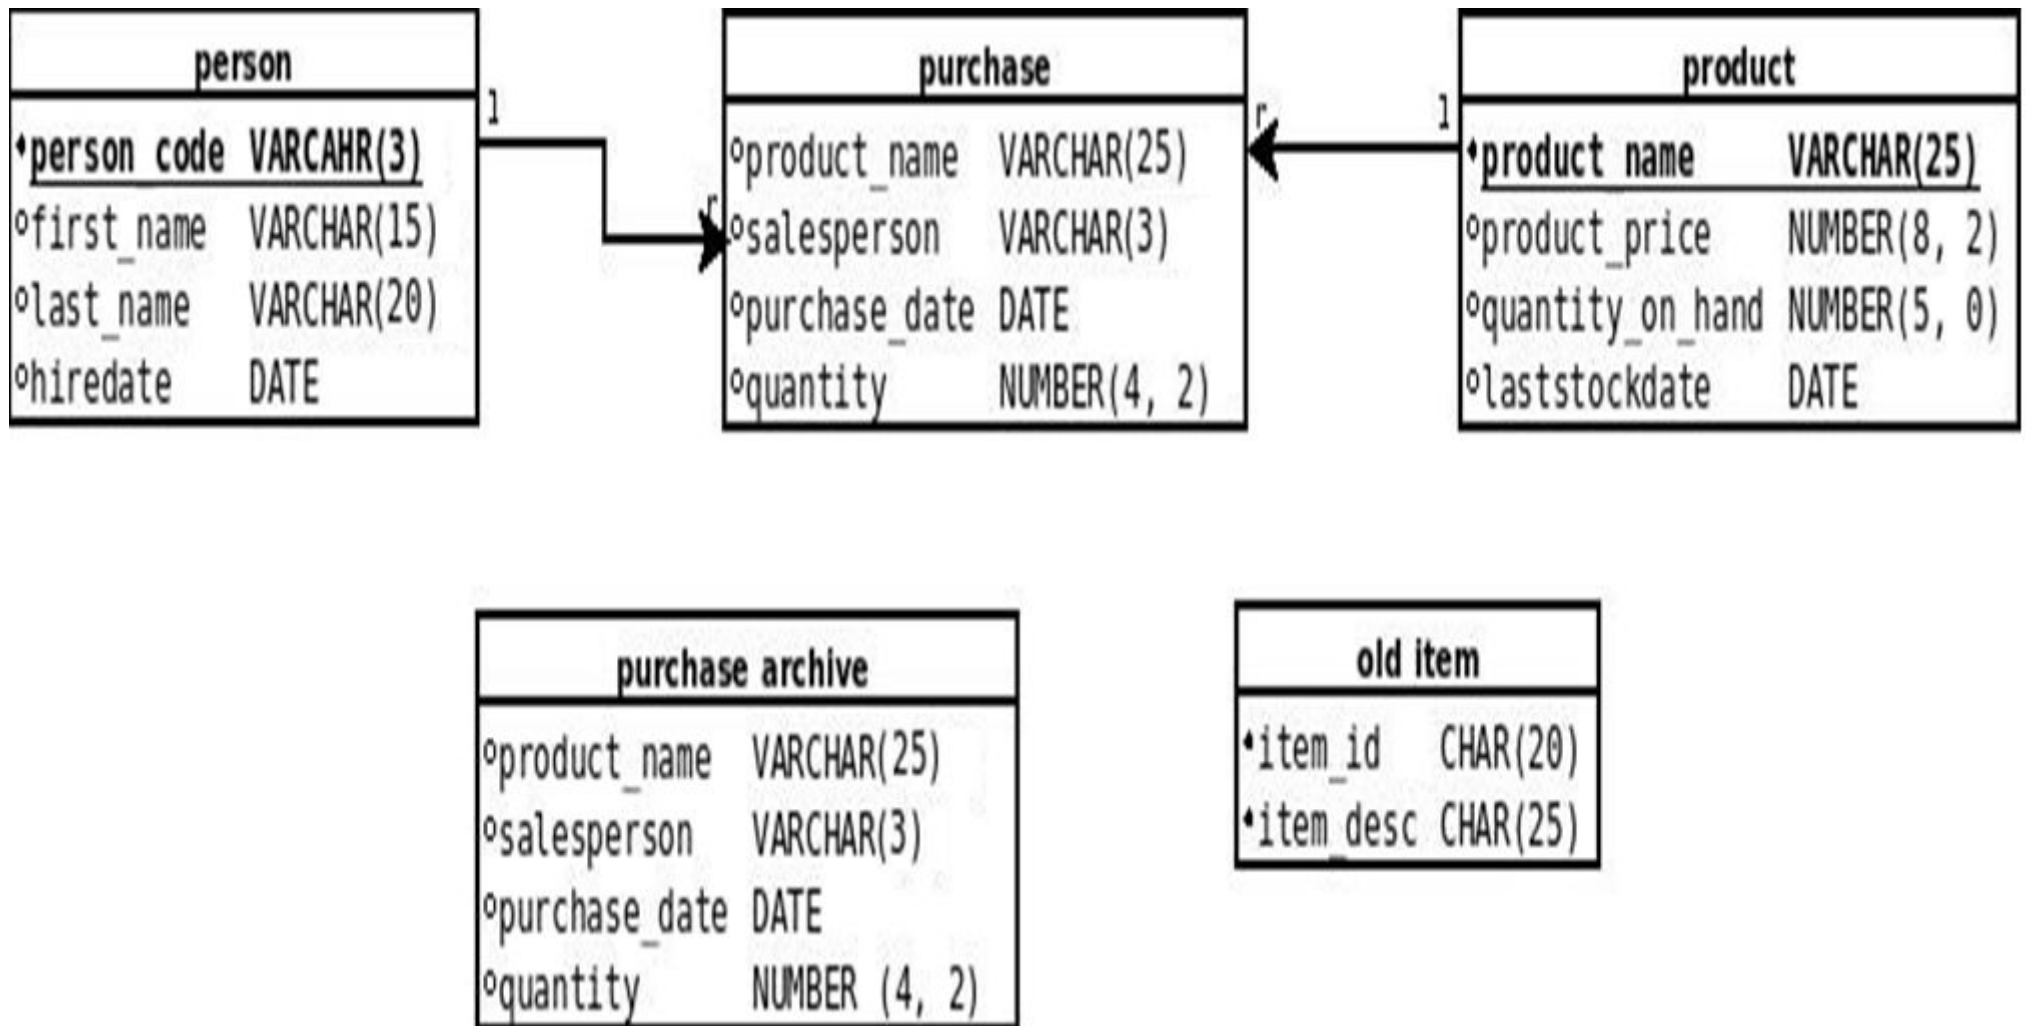 person
person_code VARCAHR(3)
first_name VARCHAR(15)
last_name VARCHAR(20)
hiredate DATE
1
r
purchase
product_name VARCHAR(25)
salesperson VARCHAR(3)
purchase_date DATE
quantity NUMBER(4, 2)
r
1
product
product_name VARCHAR(25)
product_price NUMBER(8, 2)
quantity_on_hand NUMBER(5, 0)
laststockdate DATE
purchase archive
product_name VARCHAR(25)
salesperson VARCHAR(3)
purchase_date DATE
quantity NUMBER (4, 2)
old item
item_id CHAR(20)
item_desc CHAR(25)